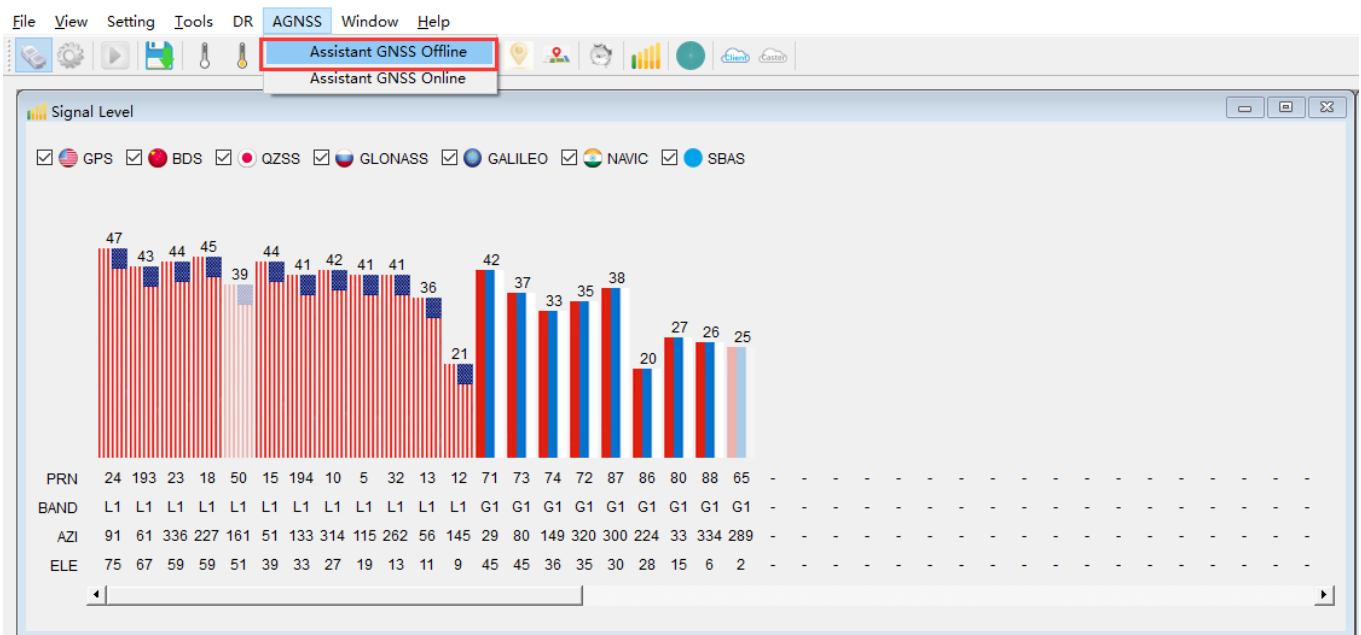 File View Setting Tools DR AGNSS Window Help
Assistant GNSS Offline
Assistant GNSS Online
Client Caster
Signal Level
GPS BDS QZSS GLONASS GALILEO NAVIC SBAS
47 43 44 45 39 44 41 42 41 41 36 21 42 37 33 35 38 20 27 26 25
PRN 24 193 23 18 50 15 194 10 5 32 13 12 71 73 74 72 87 86 80 88 65 - - - - - - - - - - - - - - - - - -
BAND L1 L1 L1 L1 L1 L1 L1 L1 L1 L1 L1 L1 G1 G1 G1 G1 G1 G1 G1 G1 G1 - - - - - - - - - - - - - - - - - -
AZI 91 61 336 227 161 51 133 314 115 262 56 145 29 80 149 320 300 224 33 334 289 - - - - - - - - - - - - - - - - - -
ELE 75 67 59 59 51 39 33 27 19 13 11 9 45 45 36 35 30 28 15 6 2 - - - - - - - - - - - - - - - - - -